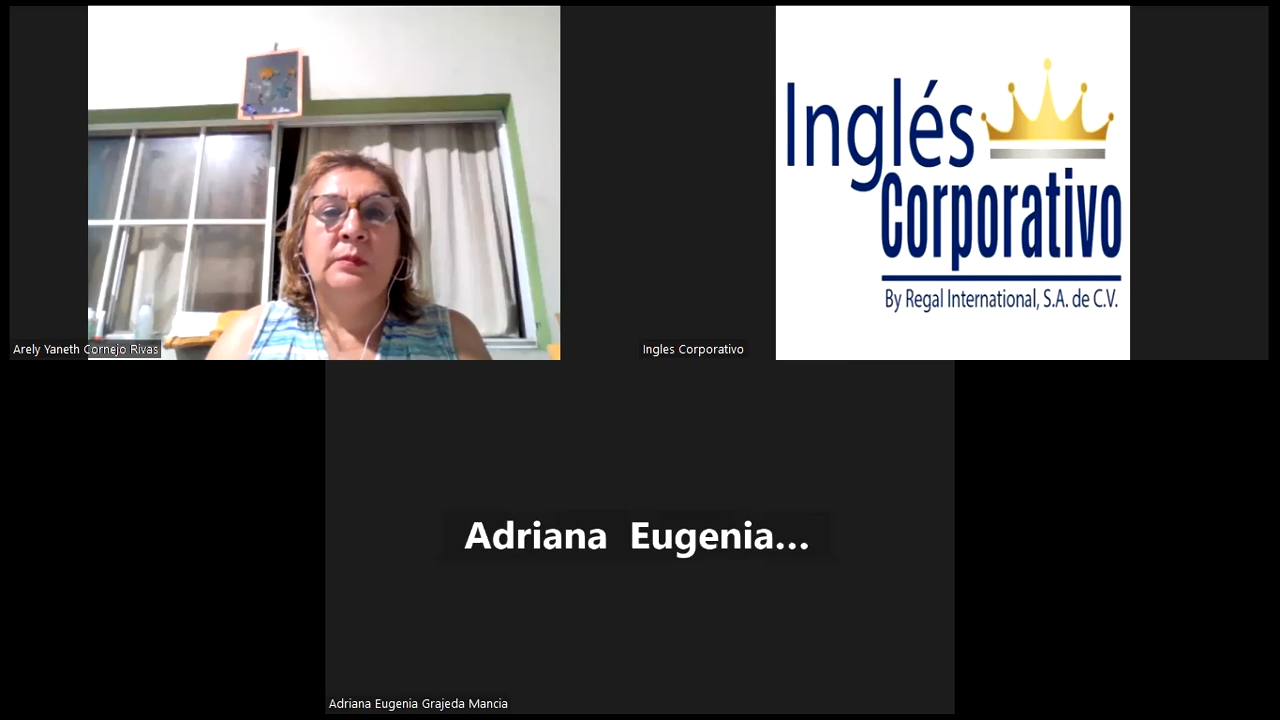 Inglés
Corporativo
By Regal International, S.A. de C.V.
Arely Yaneth Cornejo Rivas
Ingles Corporativo
Adriana Eugenia...
Adriana Eugenia Grajeda Mancia